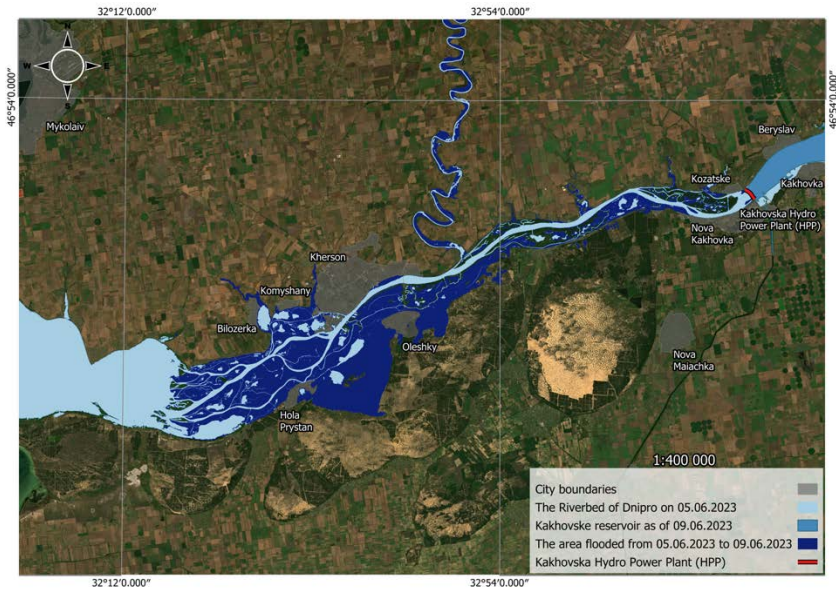 32°12′0.000″
32°54′0.000″
46°54′0.000″
46°54′0.000″
N
W
E
S
Mykolaiv
Beryslav
Kozatske
Kakhovka
Kakhovska Hydro
Power Plant (HPP)
Nova
Kakhovka
Kherson
Komyshany
Bilozerka
Oleshky
Nova
Maiachka
Hola
Prystan
1:400 000
City boundaries
The Riverbed of Dnipro on 05.06.2023
Kakhovske reservoir as of 09.06.2023
The area flooded from 05.06.2023 to 09.06.2023
Kakhovska Hydro Power Plant (HPP)
32°12′0.000″
32°54′0.000″